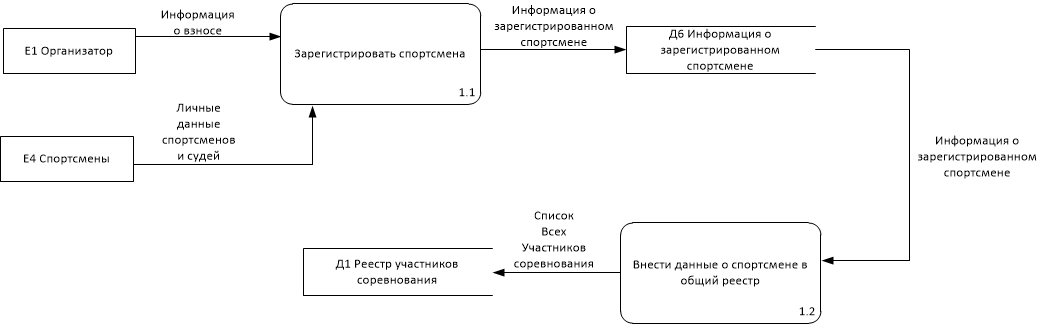 Информация
о взносе
Е1 Организатор
Зарегистрировать спортсмена
1.1
Информация о
зарегистрированном
спортсмене
Д6 Информация о
зарегистрированном
спортсмене
Личные
данные
спортсменов
и судей
Е4 Спортсмены
Информация о
зарегистрированном
спортсмене
Список
Всех
Участников
соревнования
Д1 Реестр участников
соревнования
Внести данные о спортсмене в
общий реестр
1.2